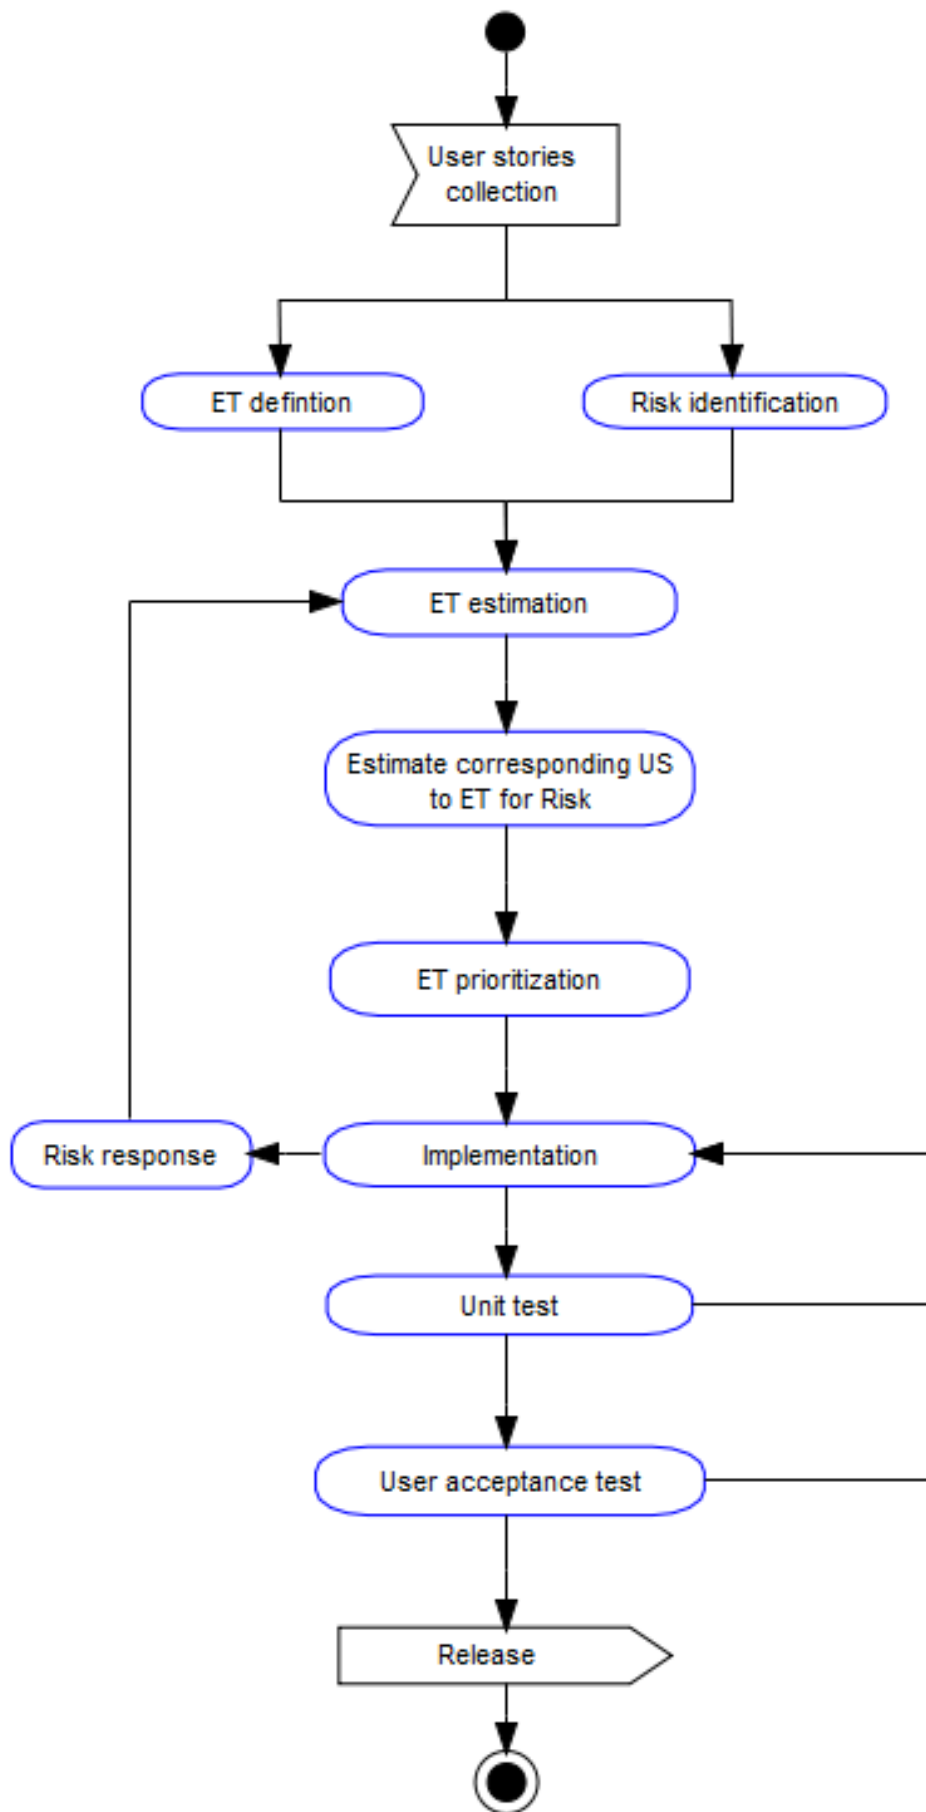 User stories
collection
ET defintion
Risk identification
ET estimation
Estimate corresponding US
to ET for Risk
ET prioritization
Risk response
Implementation
Unit test
User acceptance test
Release